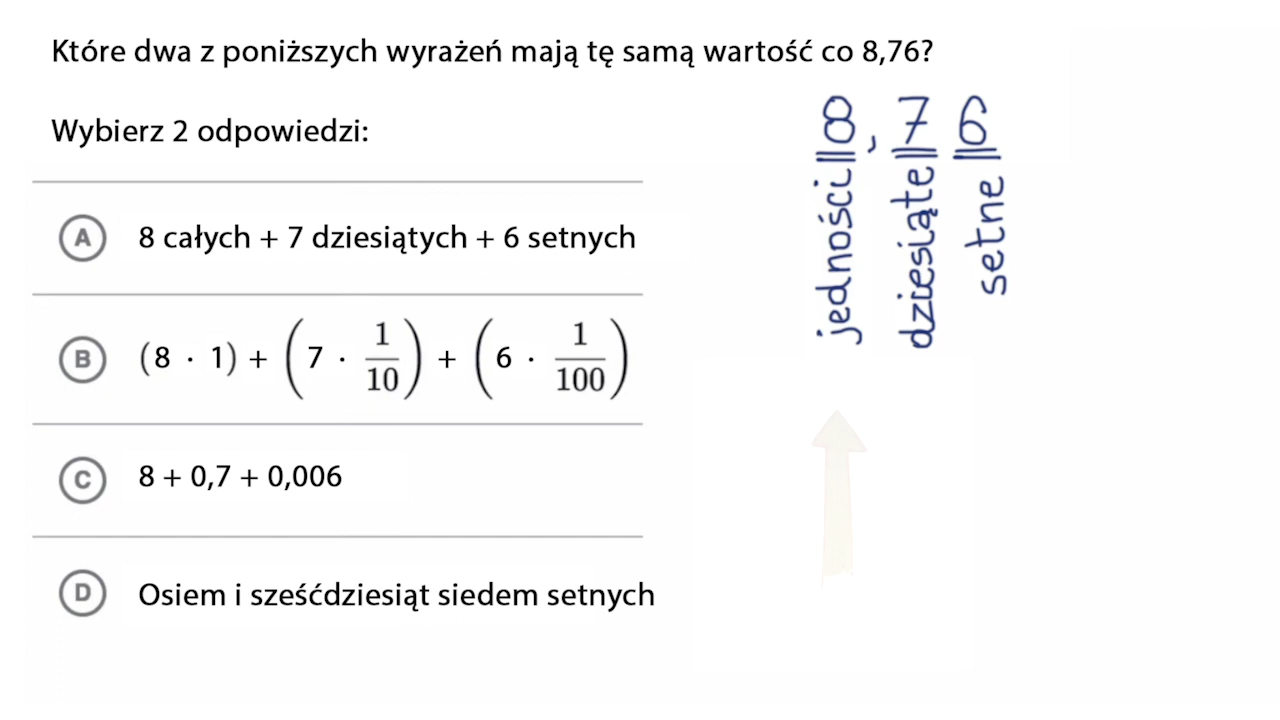 Które dwa z poniższych wyrażeń mają tę samą wartość co 8,76?
Wybierz 2 odpowiedzi:
A 8 całych + 7 dziesiątych + 6 setnych
B (8 · 1) + (7 · 1/10) + (6 · 1/100)
C 8 + 0,7 + 0,006
D Osiem i sześćdziesiąt siedem setnych
8,76
jedności
dziesiąte
setne